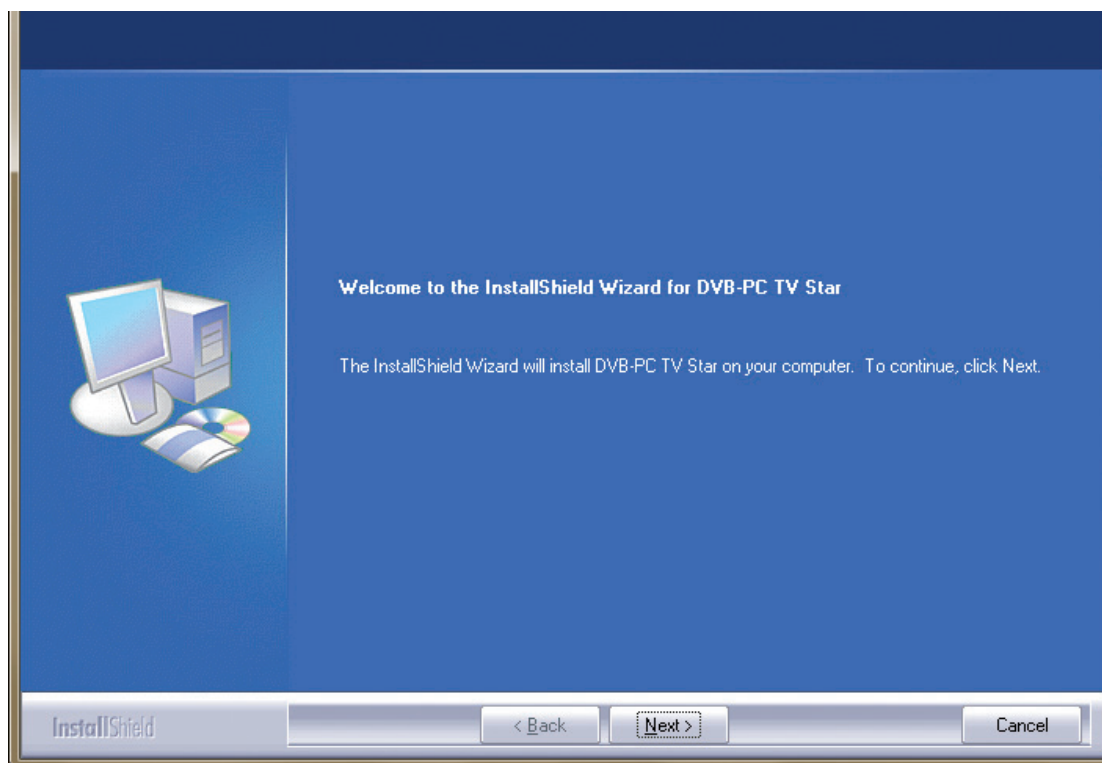 Welcome to the InstallShield Wizard for DVB-PC TV Star
The InstallShield Wizard will install DVB-PC TV Star on your computer.  To continue, click Next.
InstallShield
< Back
Next >
Cancel